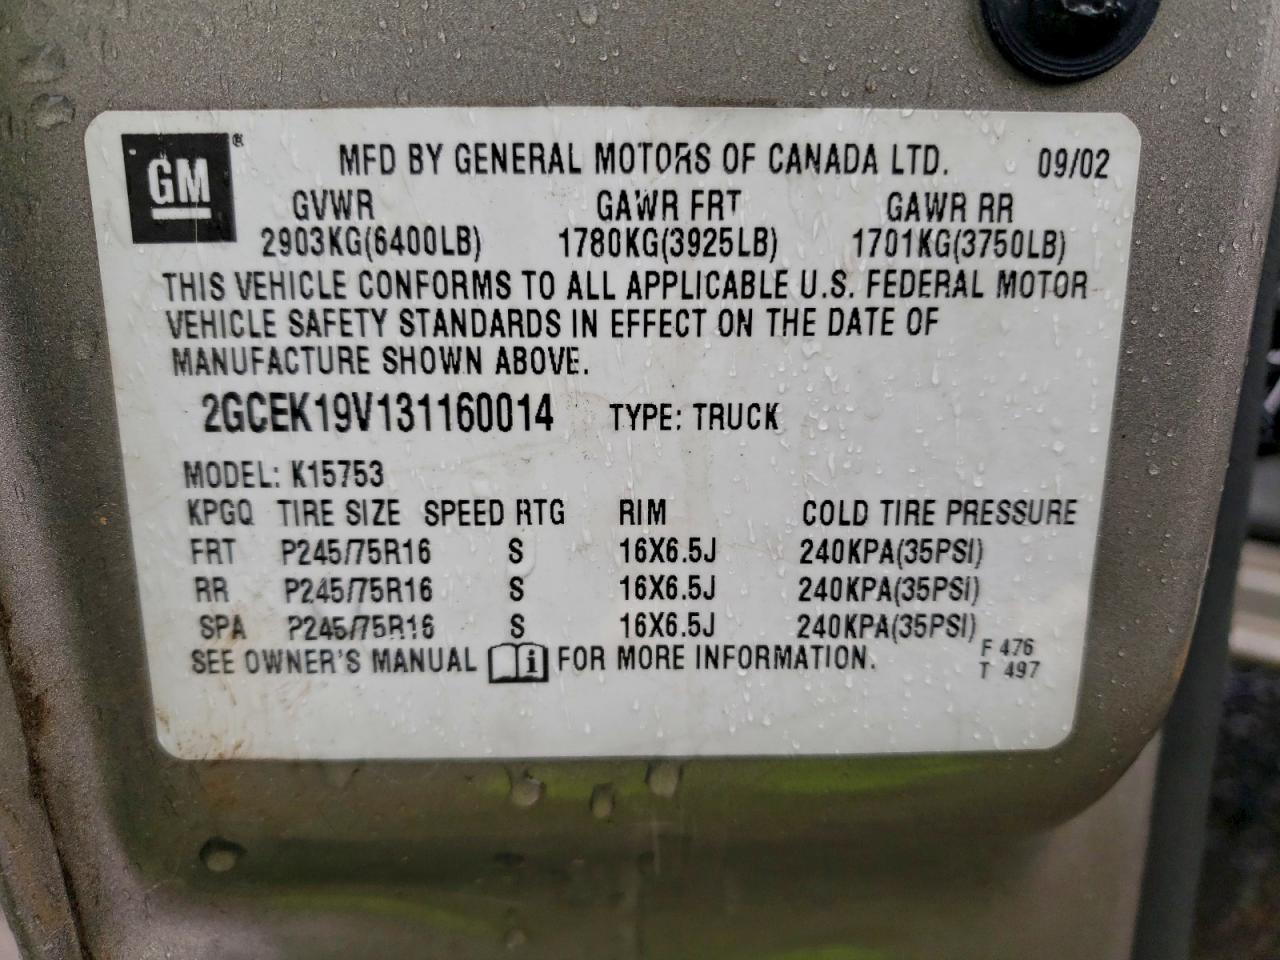 GM®
MFD BY GENERAL MOTORS OF CANADA LTD. 09/02
GVWR GAWR FRT GAWR RR
2903KG(6400LB) 1780KG(3925LB) 1701KG(3750LB)
THIS VEHICLE CONFORMS TO ALL APPLICABLE U.S. FEDERAL MOTOR
VEHICLE SAFETY STANDARDS IN EFFECT ON THE DATE OF
MANUFACTURE SHOWN ABOVE.
2GCEK19V131160014 TYPE: TRUCK
MODEL: K15753
KPGQ TIRE SIZE SPEED RTG RIM COLD TIRE PRESSURE
FRT P245/75R16 S 16X6.5J 240KPA(35PSI)
RR P245/75R16 S 16X6.5J 240KPA(35PSI)
SPA P245/75R16 S 16X6.5J 240KPA(35PSI)
SEE OWNER'S MANUAL i FOR MORE INFORMATION.
F 476
T 497